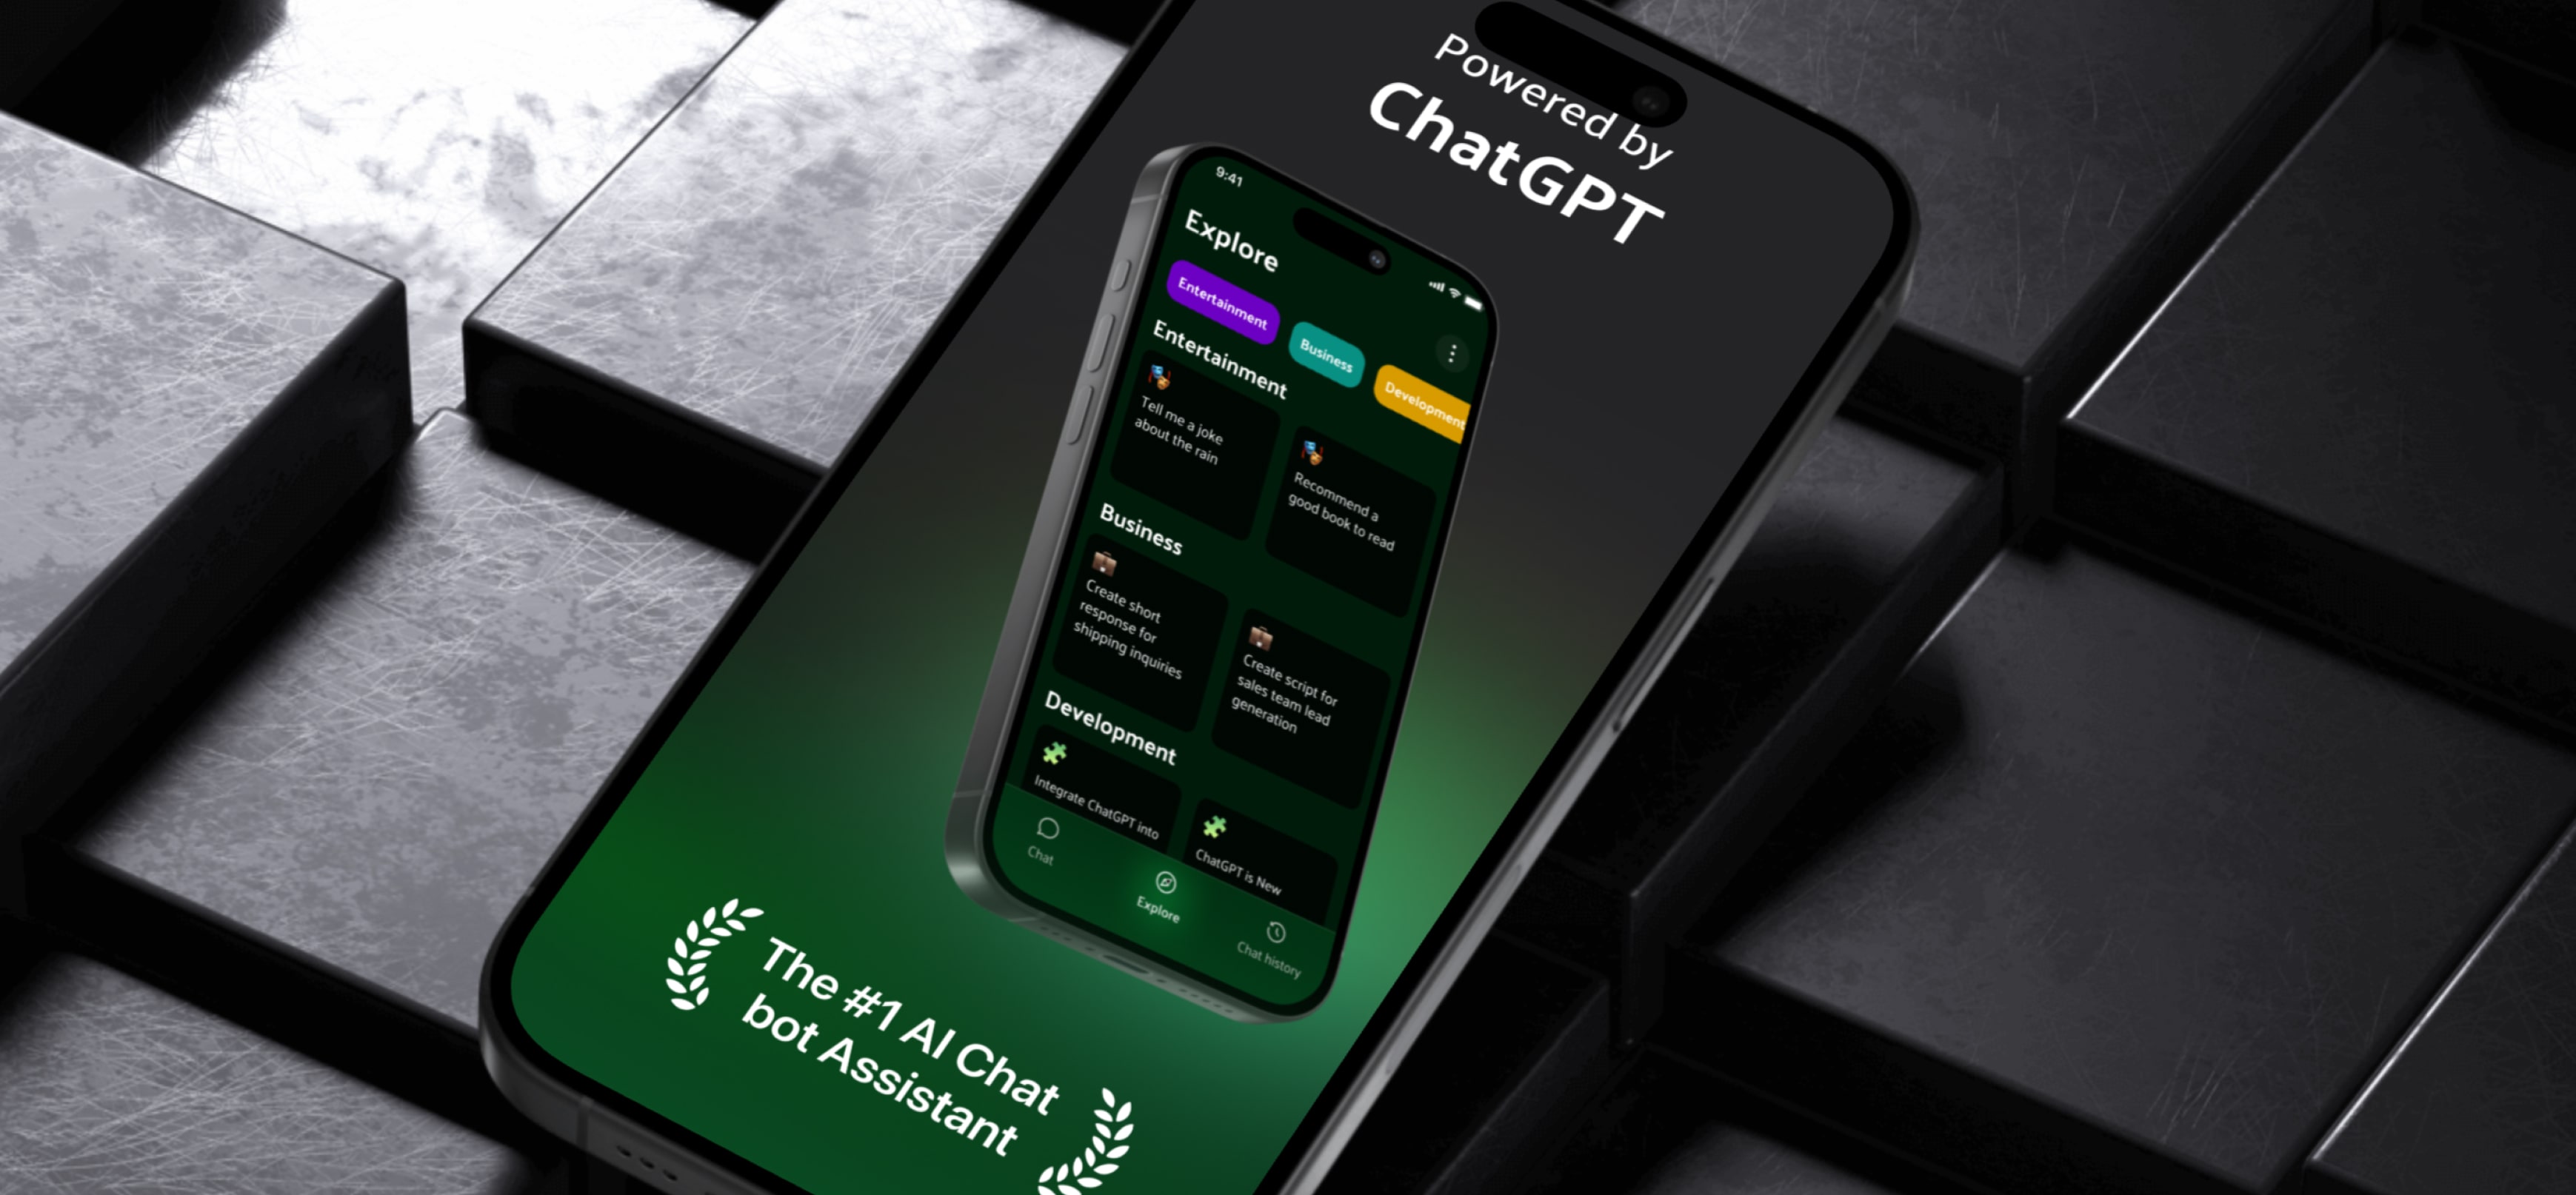 Powered by
ChatGPT
9:41
Explore
Entertainment
Business
Development
Entertainment
Tell me a joke
about the rain
Recommend a
good book to read
Business
Create short
response for
shipping inquiries
Create script for
sales team lead
generation
Development
Integrate ChatGPT into
ChatGPT is New
Chat
Explore
Chat history
The #1 AI Chat
bot Assistant